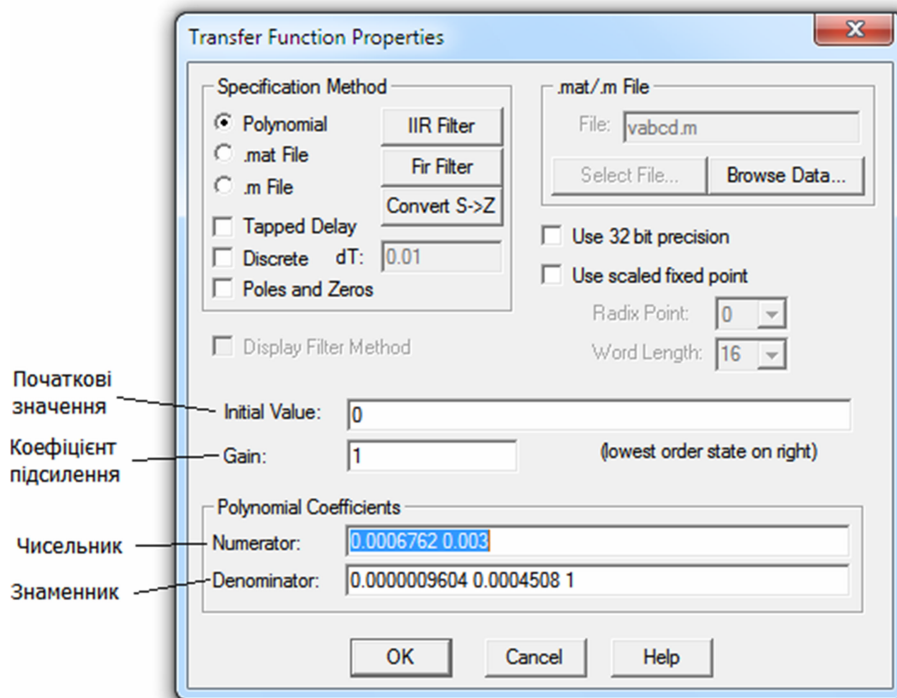 Transfer Function Properties
Specification Method
Polynomial
IIR Filter
.mat File
Fir Filter
.m File
Convert S->Z
Tapped Delay
Discrete dT: 0.01
Poles and Zeros
Display Filter Method
.mat/.m File
File: vabcd.m
Select File... Browse Data...
Use 32 bit precision
Use scaled fixed point
Radix Point: 0
Word Length: 16
Початкові
значення
Initial Value: 0
Коефіцієнт
підсилення
Gain: 1 (lowest order state on right)
Polynomial Coefficients
Чисельник
Numerator: 0.0006762 0.003
Знаменник
Denominator: 0.0000009604 0.0004508 1
OK Cancel Help